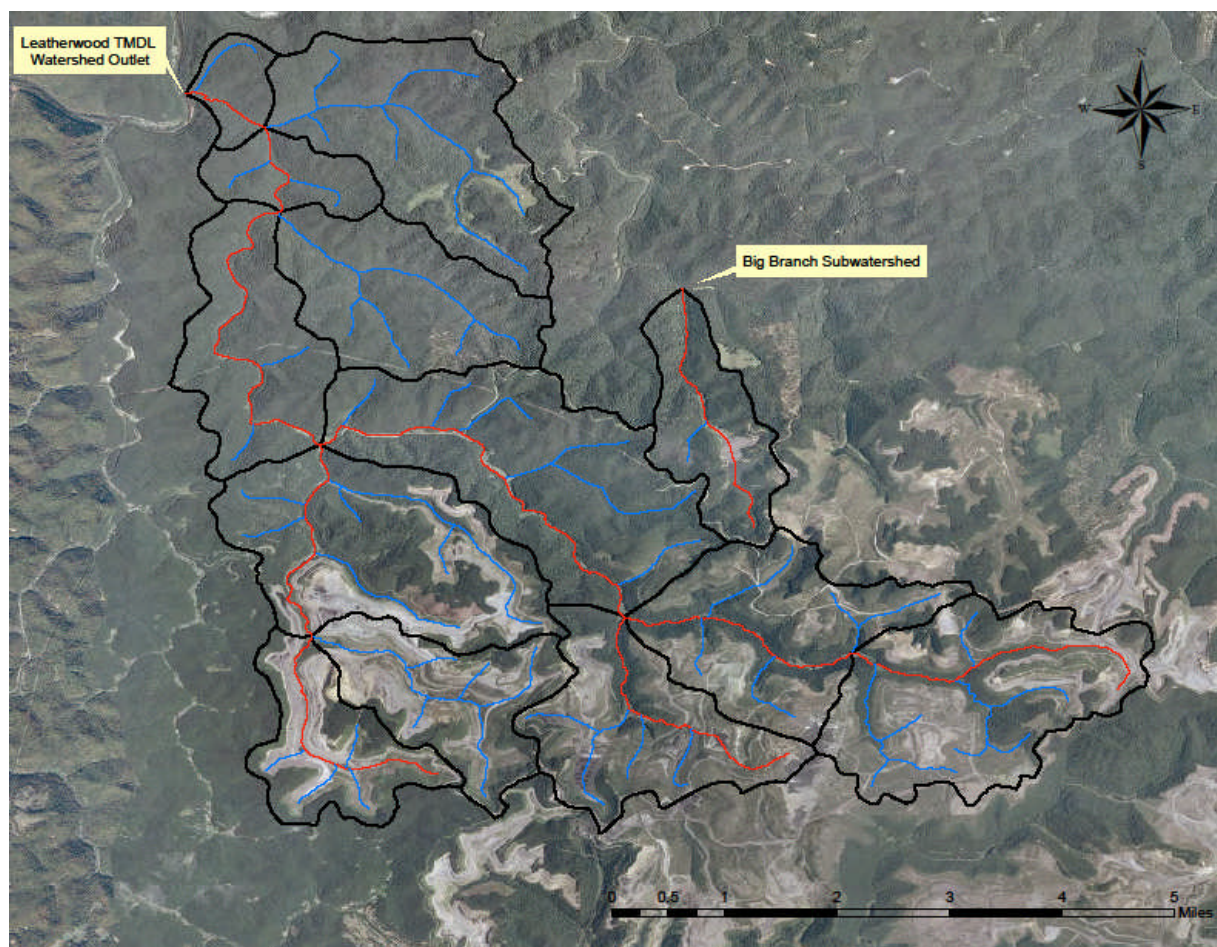 Leatherwood TMDL
Watershed Outlet
N
W
E
S
Big Branch Subwatershed
0 0.5 1 2 3 4 5
Miles